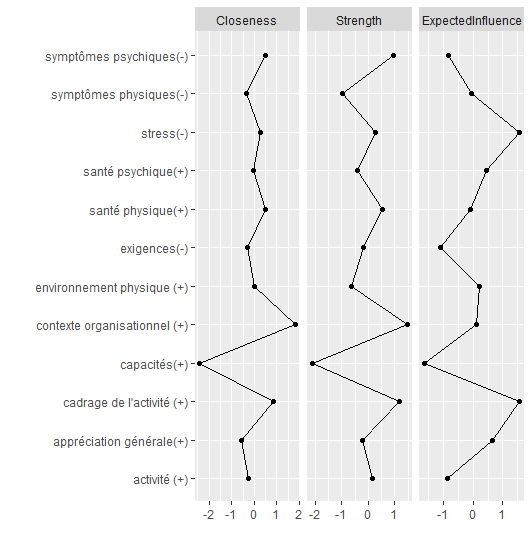 Closeness Strength ExpectedInfluence
symptômes psychiques(-)
symptômes physiques(-)
stress(-)
santé psychique(+)
santé physique(+)
exigences(-)
environnement physique (+)
contexte organisationnel (+)
capacités(+)
cadrage de l'activité (+)
appréciation générale(+)
activité (+)
-2 -1 0 1 2 -2 -1 0 1 -1 0 1